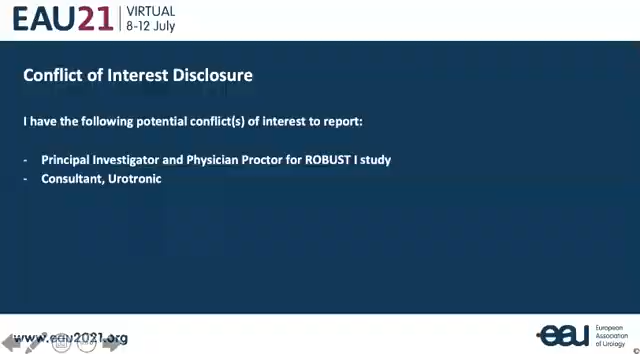 EAU21
VIRTUAL
8-12 July
Conflict of Interest Disclosure
I have the following potential conflict(s) of interest to report:
- Principal Investigator and Physician Proctor for ROBUST I study
- Consultant, Urotronic
www.eau2021.org
eau
European
Association
of Urology